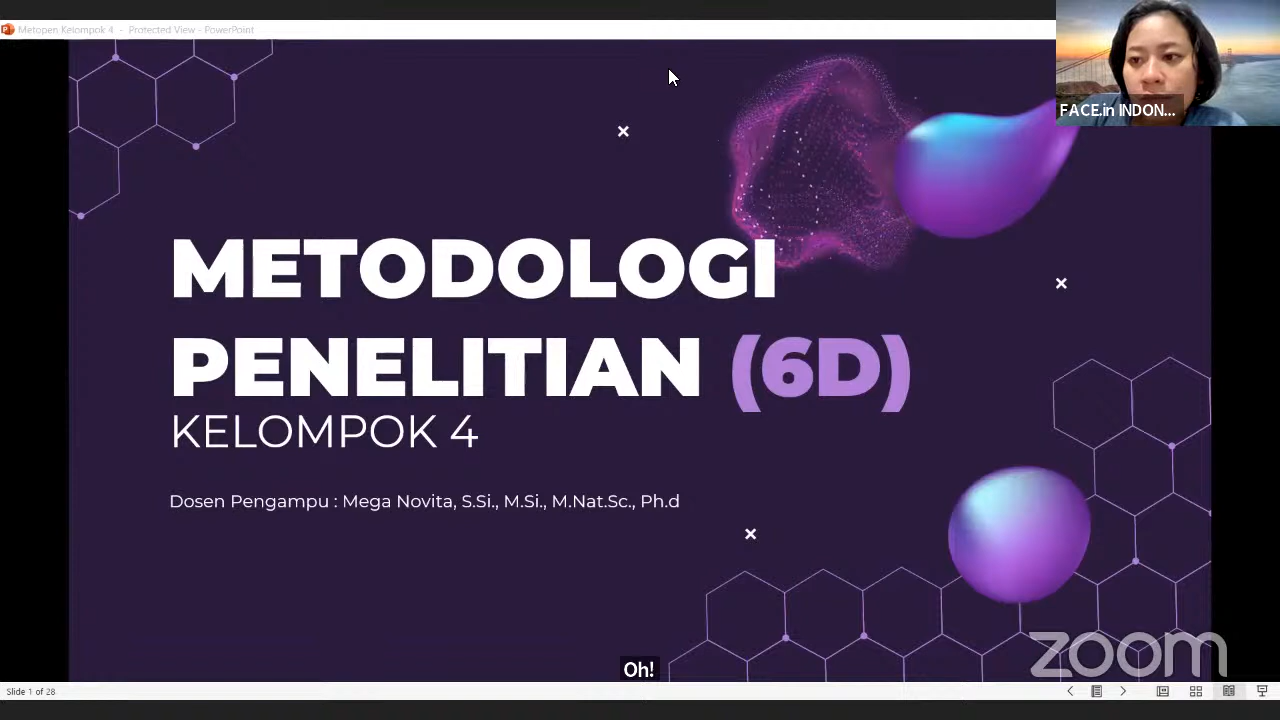 Metopen Kelompok 4 - Protected View - PowerPoint
FACE.in INDON...
METODOLOGI
PENELITIAN (6D)
KELOMPOK 4
Dosen Pengampu : Mega Novita, S.Si., M.Si., M.Nat.Sc., Ph.d
zoom
Oh!
Slide 1 of 28